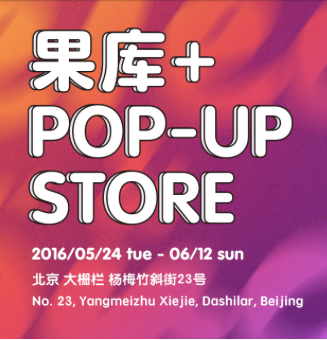 果库+
POP-UP
STORE
2016/05/24 tue - 06/12 sun
北京 大栅栏 杨梅竹斜街23号
No. 23, Yangmeizhu Xiejie, Dashilar, Beijing